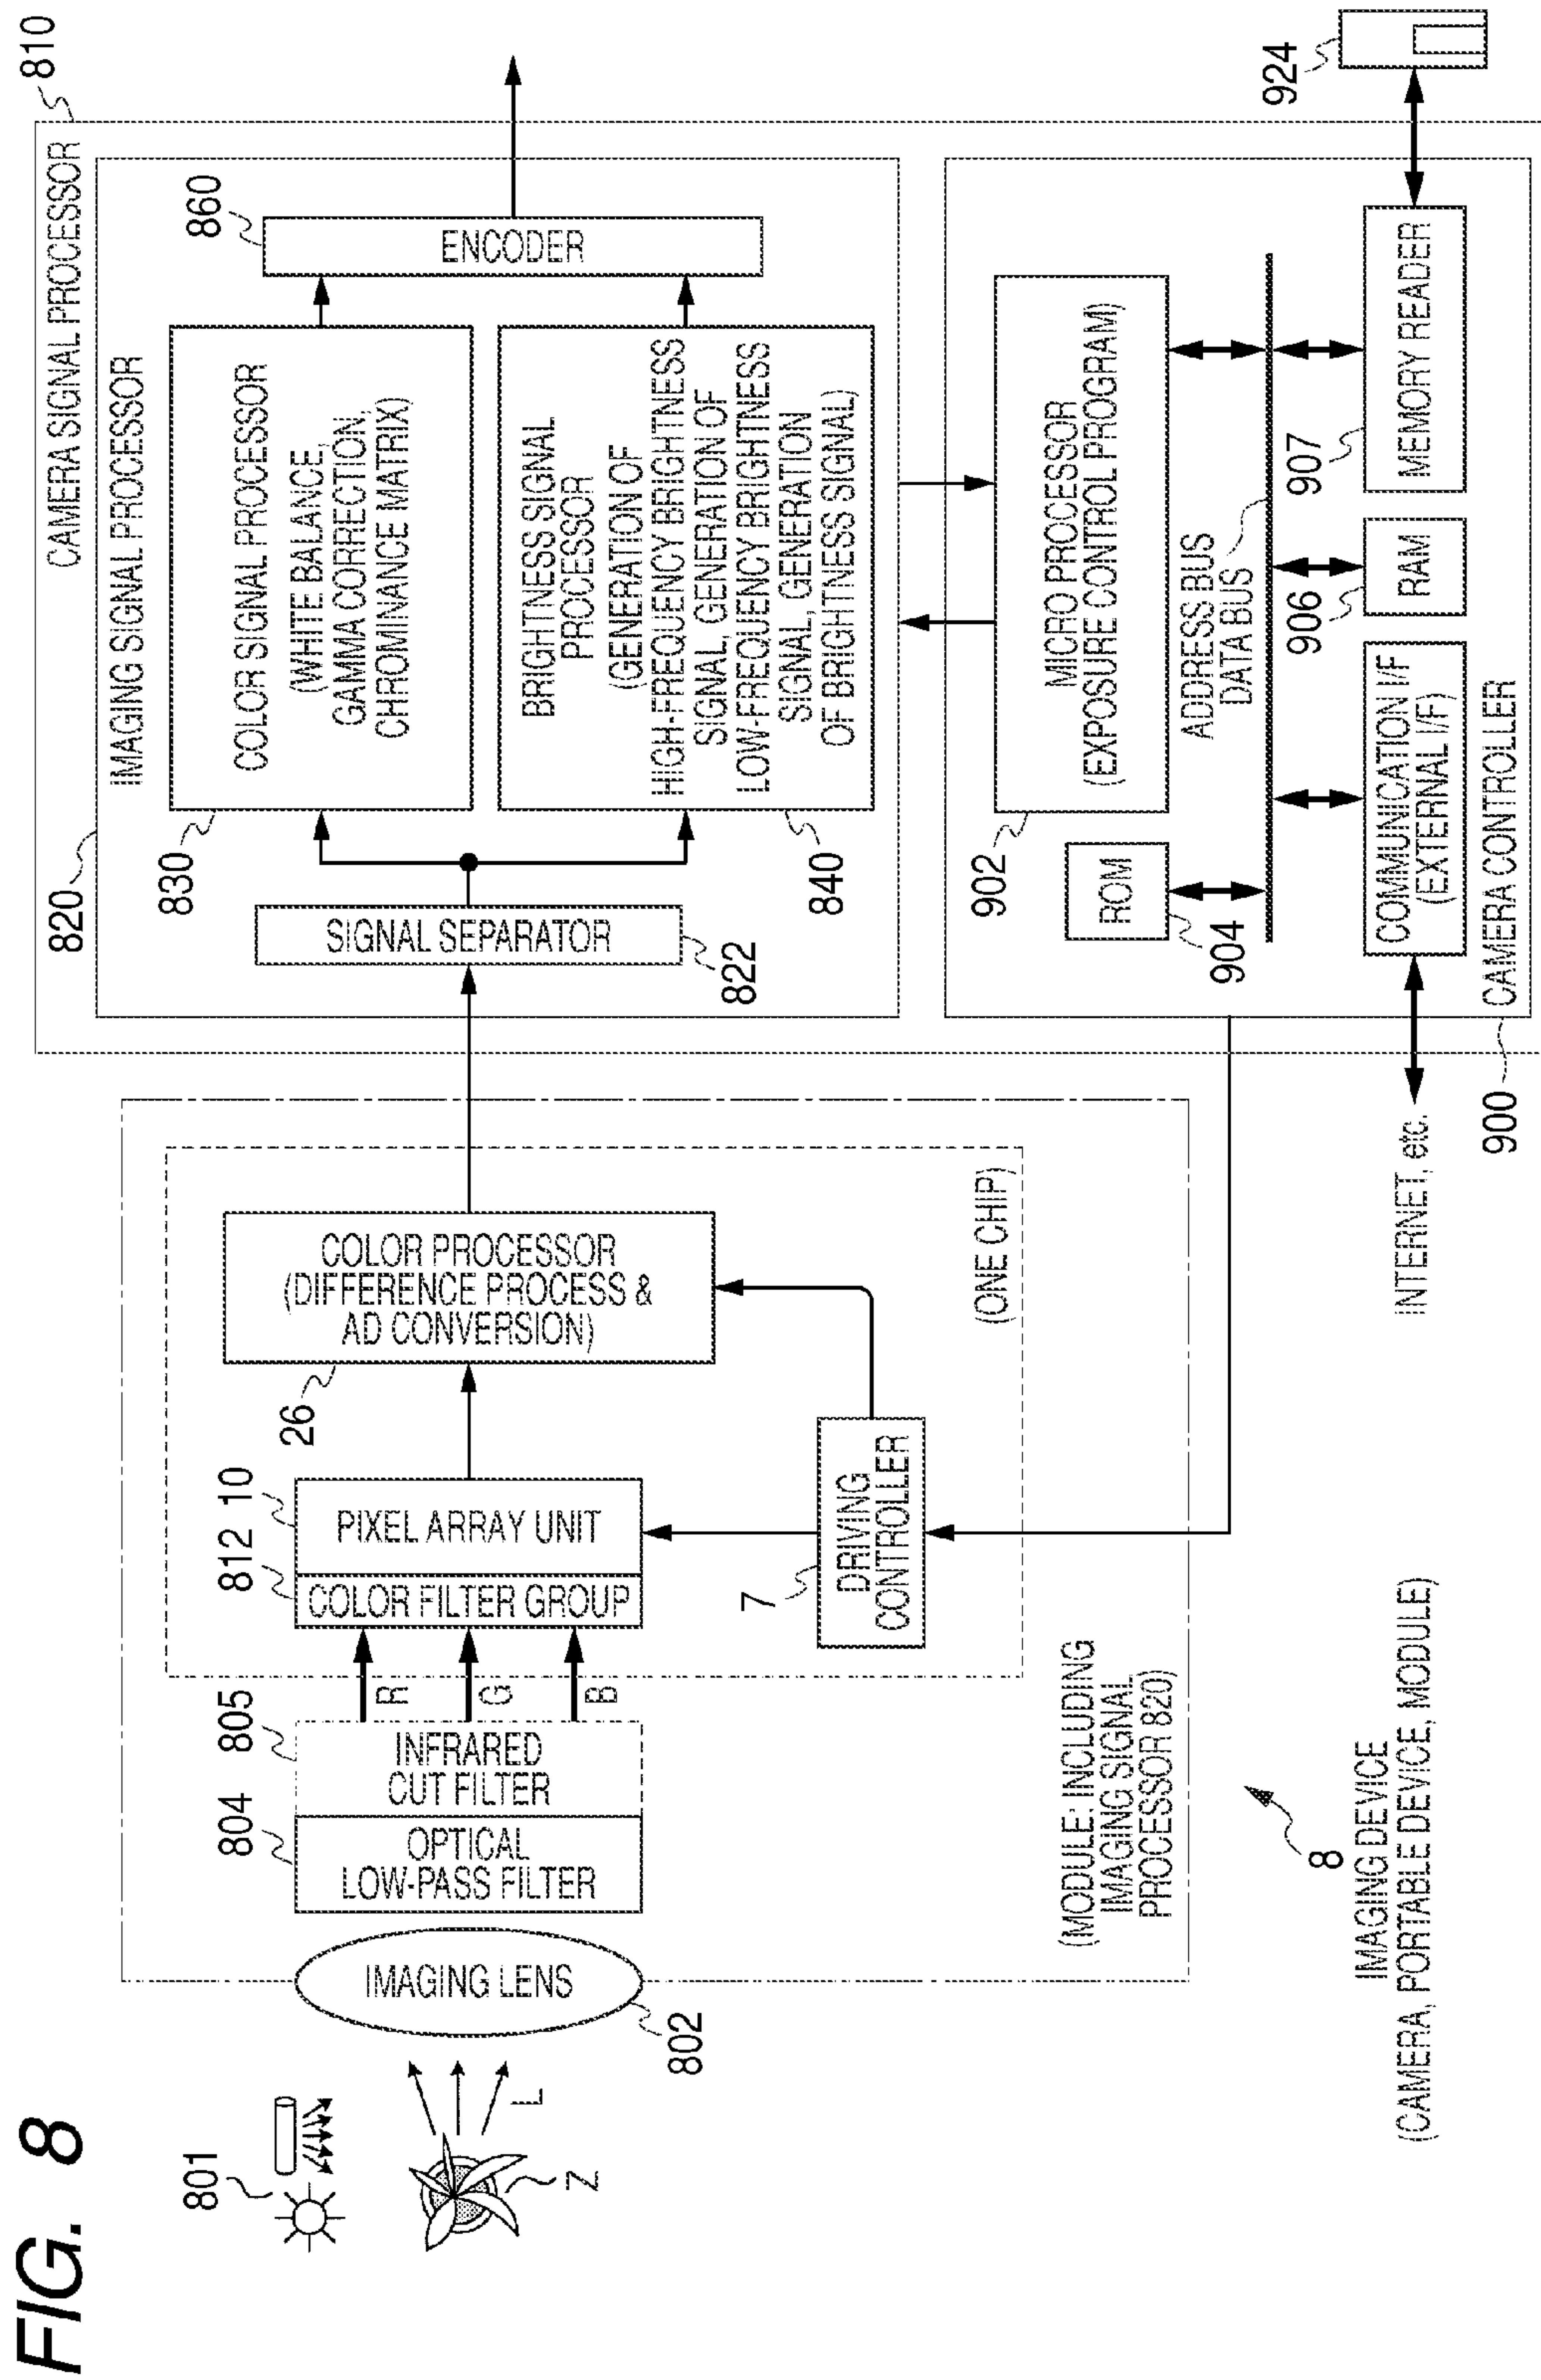 FIG. 8
801
Z
L
802
IMAGING LENS
804
OPTICAL
LOW-PASS FILTER
805
INFRARED
CUT FILTER
R
G
B
812
COLOR FILTER GROUP
10
PIXEL ARRAY UNIT
26
COLOR PROCESSOR
(DIFFERENCE PROCESS &
AD CONVERSION)
7
DRIVING
CONTROLLER
(ONE CHIP)
(MODULE: INCLUDING
IMAGING SIGNAL
PROCESSOR 820)
8
IMAGING DEVICE
(CAMERA, PORTABLE DEVICE, MODULE)
810
CAMERA SIGNAL PROCESSOR
820
IMAGING SIGNAL PROCESSOR
822
SIGNAL SEPARATOR
830
COLOR SIGNAL PROCESSOR
(WHITE BALANCE,
GAMMA CORRECTION,
CHROMINANCE MATRIX)
840
BRIGHTNESS SIGNAL
PROCESSOR
(GENERATION OF
HIGH-FREQUENCY BRIGHTNESS
SIGNAL, GENERATION OF
LOW-FREQUENCY BRIGHTNESS
SIGNAL, GENERATION
OF BRIGHTNESS SIGNAL)
860
ENCODER
902
MICRO PROCESSOR
(EXPOSURE CONTROL PROGRAM)
904
ROM
ADDRESS BUS
DATA BUS
COMMUNICATION I/F
(EXTERNAL I/F)
906
RAM
907
MEMORY READER
924
CAMERA CONTROLLER
900
INTERNET, etc.